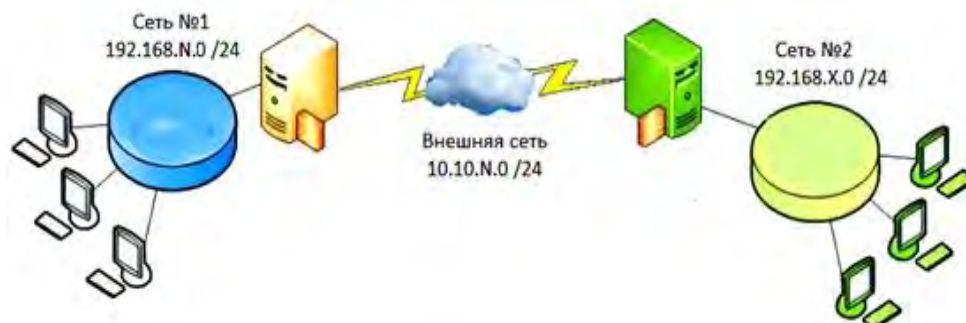 Сеть №1
192.168.N.0 /24
Внешняя сеть
10.10.N.0 /24
Сеть №2
192.168.X.0 /24